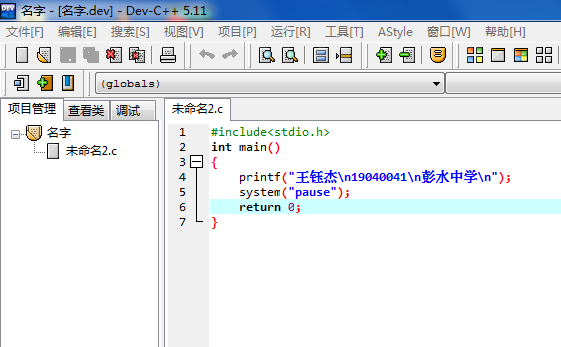 名字 - [名字.dev] - Dev-C++ 5.11
文件[F] 编辑[E] 搜索[S] 视图[V] 项目[P] 运行[R] 工具[T] AStyle 窗口[W] 帮助[H]
(globals)
项目管理 查看类 调试 未命名2.c
名字
未命名2.c
1 #include<stdio.h>
2 int main()
3 {
4 printf("王钰杰\n19040041\n彭水中学\n");
5 system("pause");
6 return 0;
7 }